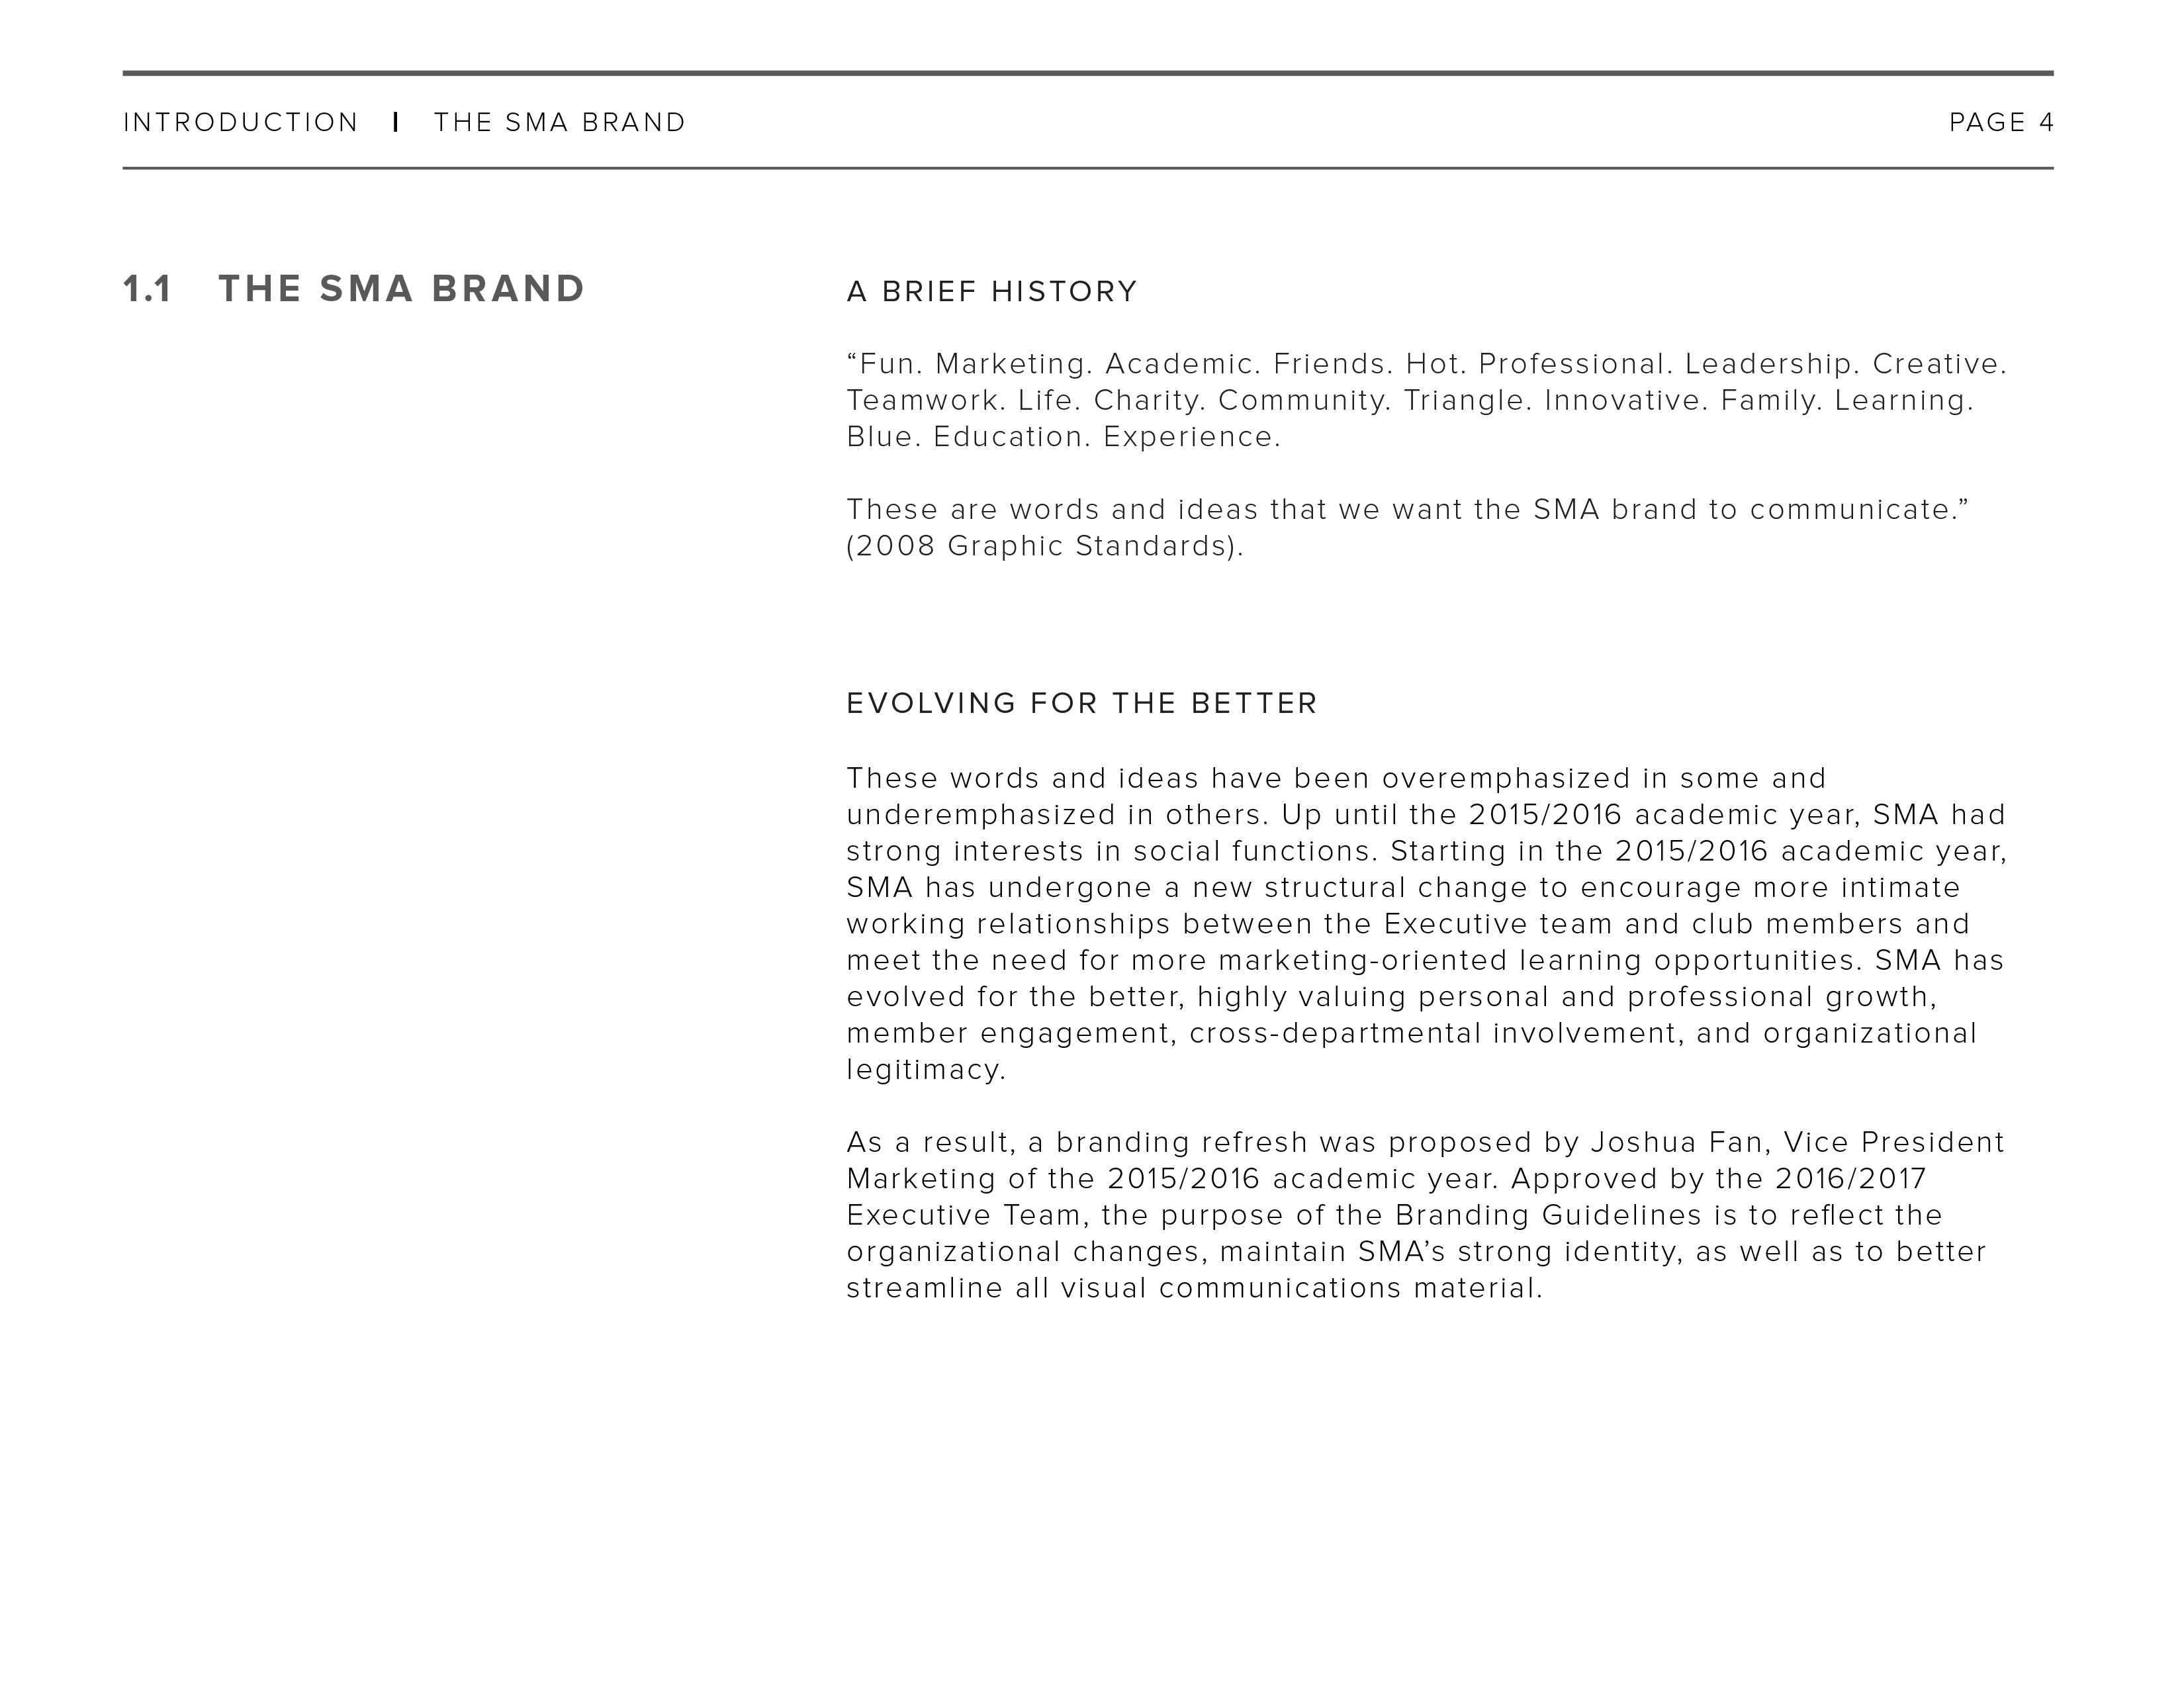 INTRODUCTION | THE SMA BRAND PAGE 4
1.1 THE SMA BRAND
A BRIEF HISTORY
“Fun. Marketing. Academic. Friends. Hot. Professional. Leadership. Creative.
Teamwork. Life. Charity. Community. Triangle. Innovative. Family. Learning.
Blue. Education. Experience.
These are words and ideas that we want the SMA brand to communicate.”
(2008 Graphic Standards).
EVOLVING FOR THE BETTER
These words and ideas have been overemphasized in some and
underemphasized in others. Up until the 2015/2016 academic year, SMA had
strong interests in social functions. Starting in the 2015/2016 academic year,
SMA has undergone a new structural change to encourage more intimate
working relationships between the Executive team and club members and
meet the need for more marketing-oriented learning opportunities. SMA has
evolved for the better, highly valuing personal and professional growth,
member engagement, cross-departmental involvement, and organizational
legitimacy.
As a result, a branding refresh was proposed by Joshua Fan, Vice President
Marketing of the 2015/2016 academic year. Approved by the 2016/2017
Executive Team, the purpose of the Branding Guidelines is to reflect the
organizational changes, maintain SMA’s strong identity, as well as to better
streamline all visual communications material.